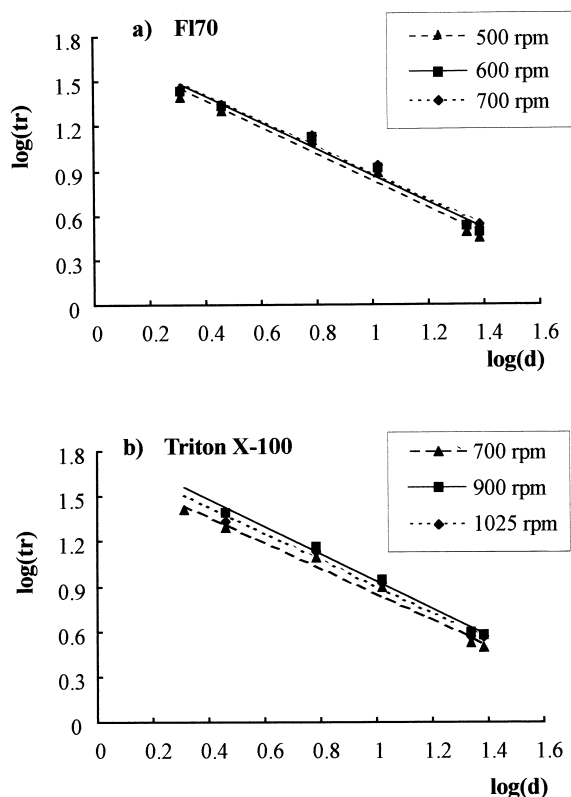 a) Fl70
500 rpm
600 rpm
700 rpm
log(tr)
1.8
1.5
1.2
0.9
0.6
0.3
0
0 0.2 0.4 0.6 0.8 1 1.2 1.4 1.6
log(d)
b) Triton X-100
700 rpm
900 rpm
1025 rpm
log(tr)
1.8
1.5
1.2
0.9
0.6
0.3
0
0 0.2 0.4 0.6 0.8 1 1.2 1.4 1.6
log(d)